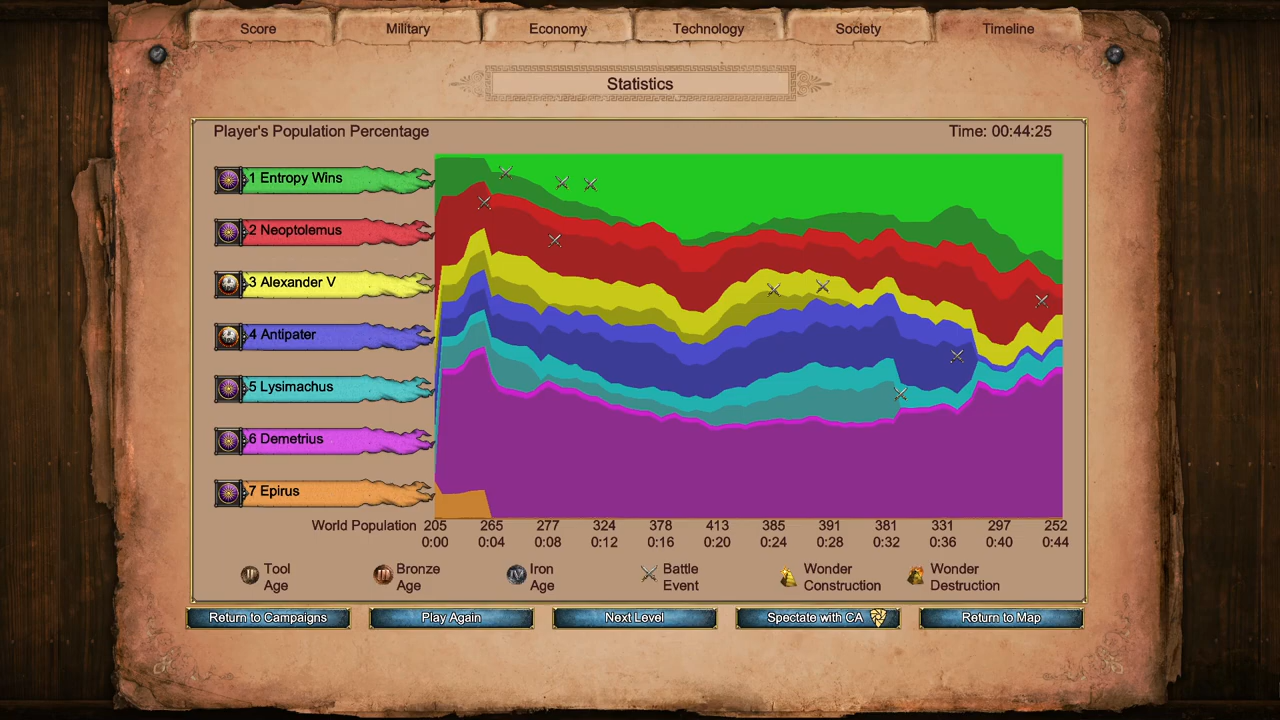 Score Military Economy Technology Society Timeline
Statistics
Player's Population Percentage
Time: 00:44:25
1 Entropy Wins
2 Neoptolemus
3 Alexander V
4 Antipater
5 Lysimachus
6 Demetrius
7 Epirus
World Population 205 265 277 324 378 413 385 391 381 331 297 252
0:00 0:04 0:08 0:12 0:16 0:20 0:24 0:28 0:32 0:36 0:40 0:44
Tool
Age
Bronze
Age
Iron
Age
Battle
Event
Wonder
Construction
Wonder
Destruction
Return to Campaigns Play Again Next Level Spectate with CA Return to Map